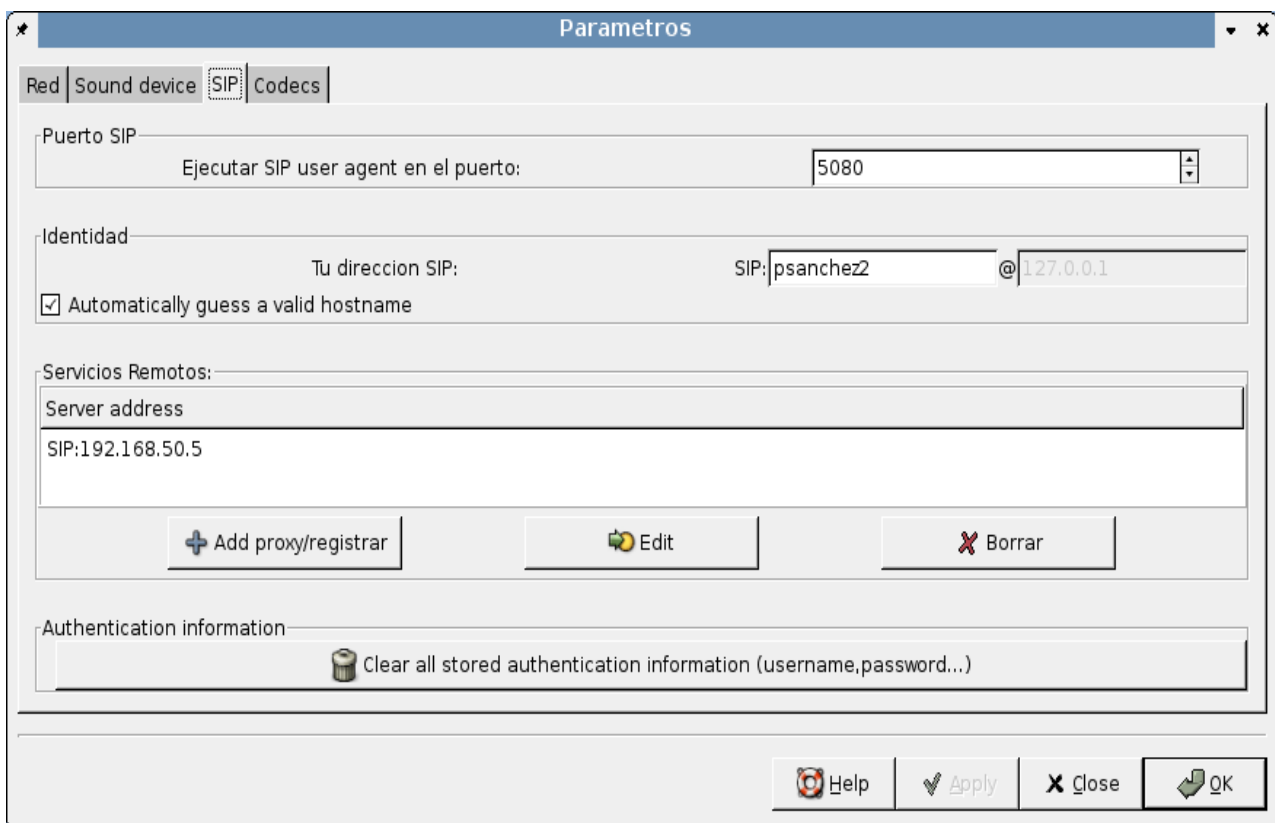 Parametros
Red Sound device SIP Codecs
Puerto SIP
Ejecutar SIP user agent en el puerto: 5080
Identidad
Tu direccion SIP: SIP: psanchez2 @ 127.0.0.1
Automatically guess a valid hostname
Servicios Remotos:
Server address
SIP:192.168.50.5
Add proxy/registrar Edit Borrar
Authentication information
Clear all stored authentication information (username,password...)
Help Apply Close OK